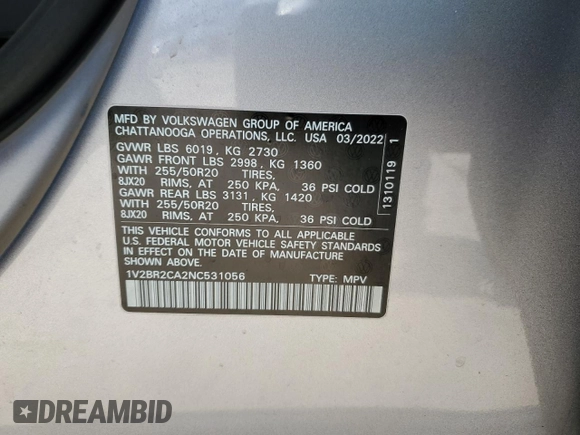 MFD BY VOLKSWAGEN GROUP OF AMERICA
CHATTANOOGA OPERATIONS, LLC. USA 03/2022
GVWR LBS 6019, KG 2730
GAWR FRONT LBS 2998, KG 1360
WITH 255/50R20 TIRES,
8JX20 RIMS, AT 250 KPA, 36 PSI COLD
GAWR REAR LBS 3131, KG 1420
WITH 255/50R20 TIRES,
8JX20 RIMS, AT 250 KPA, 36 PSI COLD
THIS VEHICLE CONFORMS TO ALL APPLICABLE
U.S. FEDERAL MOTOR VEHICLE SAFETY STANDARDS
IN EFFECT ON THE DATE OF MANUFACTURE
SHOWN ABOVE.
1V2BR2CA2NC531056 TYPE: MPV
1310119 1
DREAMBID